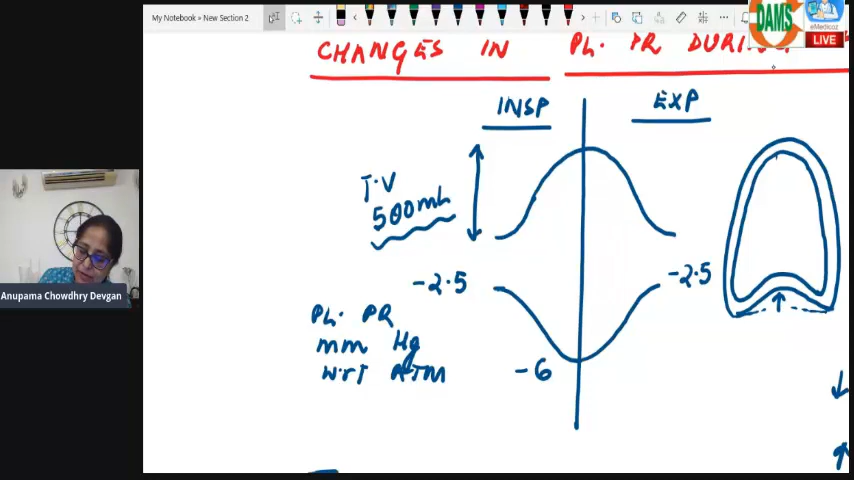 My Notebook > New Section 2
DAMS
eMedicoz
LIVE
CHANGES IN PL. PR DURING
INSP
EXP
T.V
500mL
-2.5
-2.5
PL. PR
mm Hg
w.r.t ATM
-6
Anupama Chowdhry Devgan